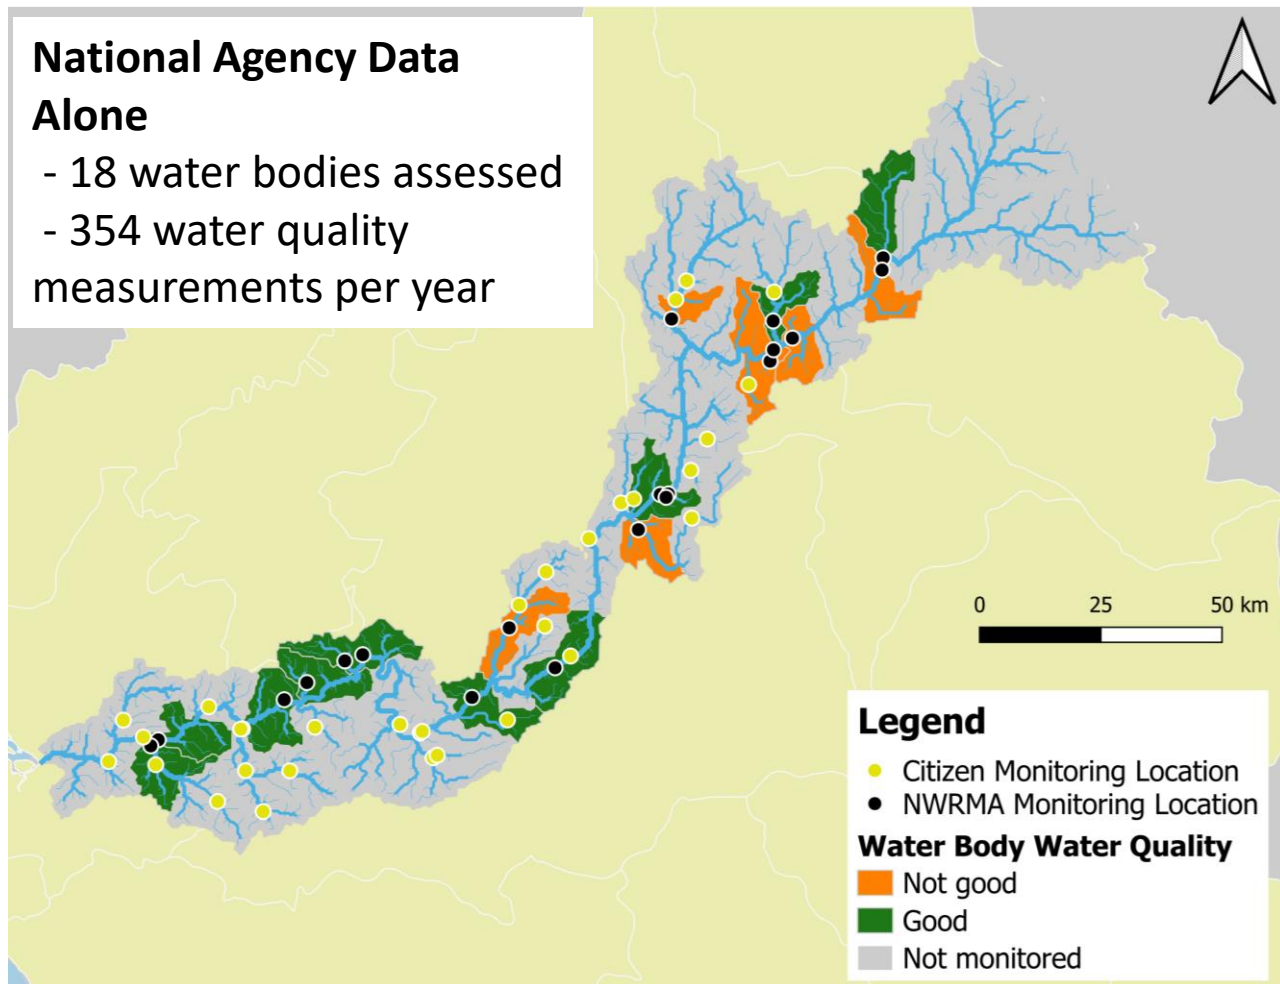 National Agency Data
Alone
- 18 water bodies assessed
- 354 water quality
measurements per year
0 25 50 km
Legend
Citizen Monitoring Location
NWRMA Monitoring Location
Water Body Water Quality
Not good
Good
Not monitored